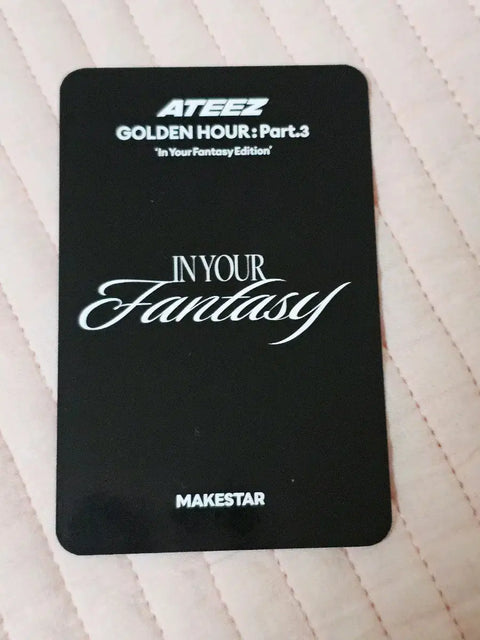 ATEEZ
GOLDEN HOUR : Part.3
'In Your Fantasy Edition'
IN YOUR
Fantasy
MAKESTAR